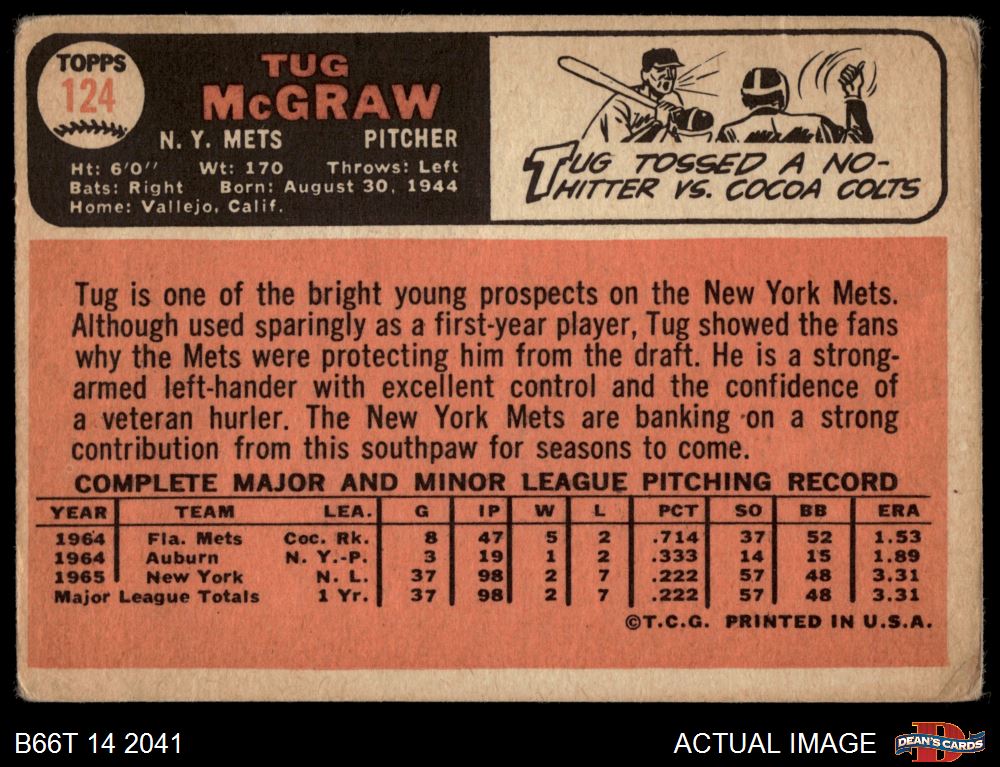 TOPPS
124
TUG
McGRAW
N. Y. METS PITCHER
Ht: 6'0" Wt: 170 Throws: Left
Bats: Right Born: August 30, 1944
Home: Vallejo, Calif.
TUG TOSSED A NO-
HITTER VS. COCOA COLTS
Tug is one of the bright young prospects on the New York Mets.
Although used sparingly as a first-year player, Tug showed the fans
why the Mets were protecting him from the draft. He is a strong-
armed left-hander with excellent control and the confidence of
a veteran hurler. The New York Mets are banking on a strong
contribution from this southpaw for seasons to come.
COMPLETE MAJOR AND MINOR LEAGUE PITCHING RECORD
YEAR TEAM LEA. G IP W L PCT SO BB ERA
1964 Fla. Mets Coc. Rk. 8 47 5 2 .714 37 52 1.53
1964 Auburn N. Y.-P. 3 19 1 2 .333 14 15 1.89
1965 New York N. L. 37 98 2 7 .222 57 48 3.31
Major League Totals 1 Yr. 37 98 2 7 .222 57 48 3.31
©T.C.G. PRINTED IN U.S.A.
B66T 14 2041
ACTUAL IMAGE
DEAN'S CARDS